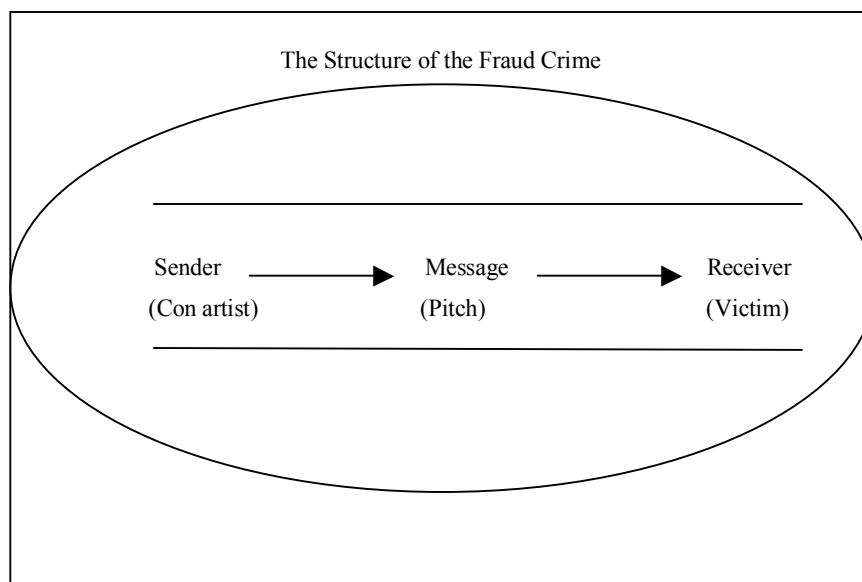 The Structure of the Fraud Crime
Sender Message Receiver
(Con artist) (Pitch) (Victim)